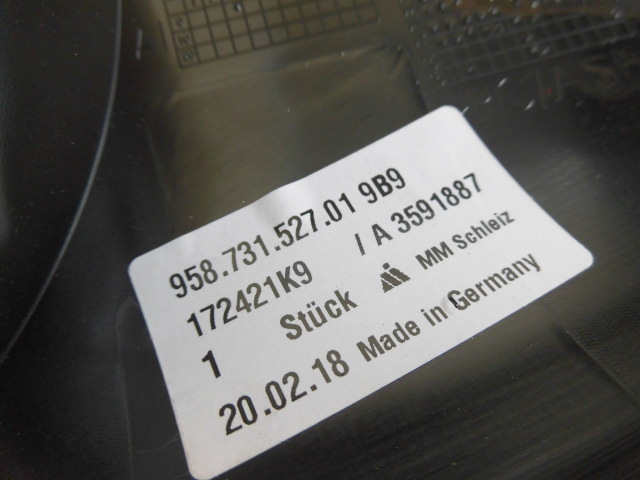 958.731.527.01 9B9
172421K9 / A 3591887
1 Stück MM Schleiz
20.02.18 Made in Germany